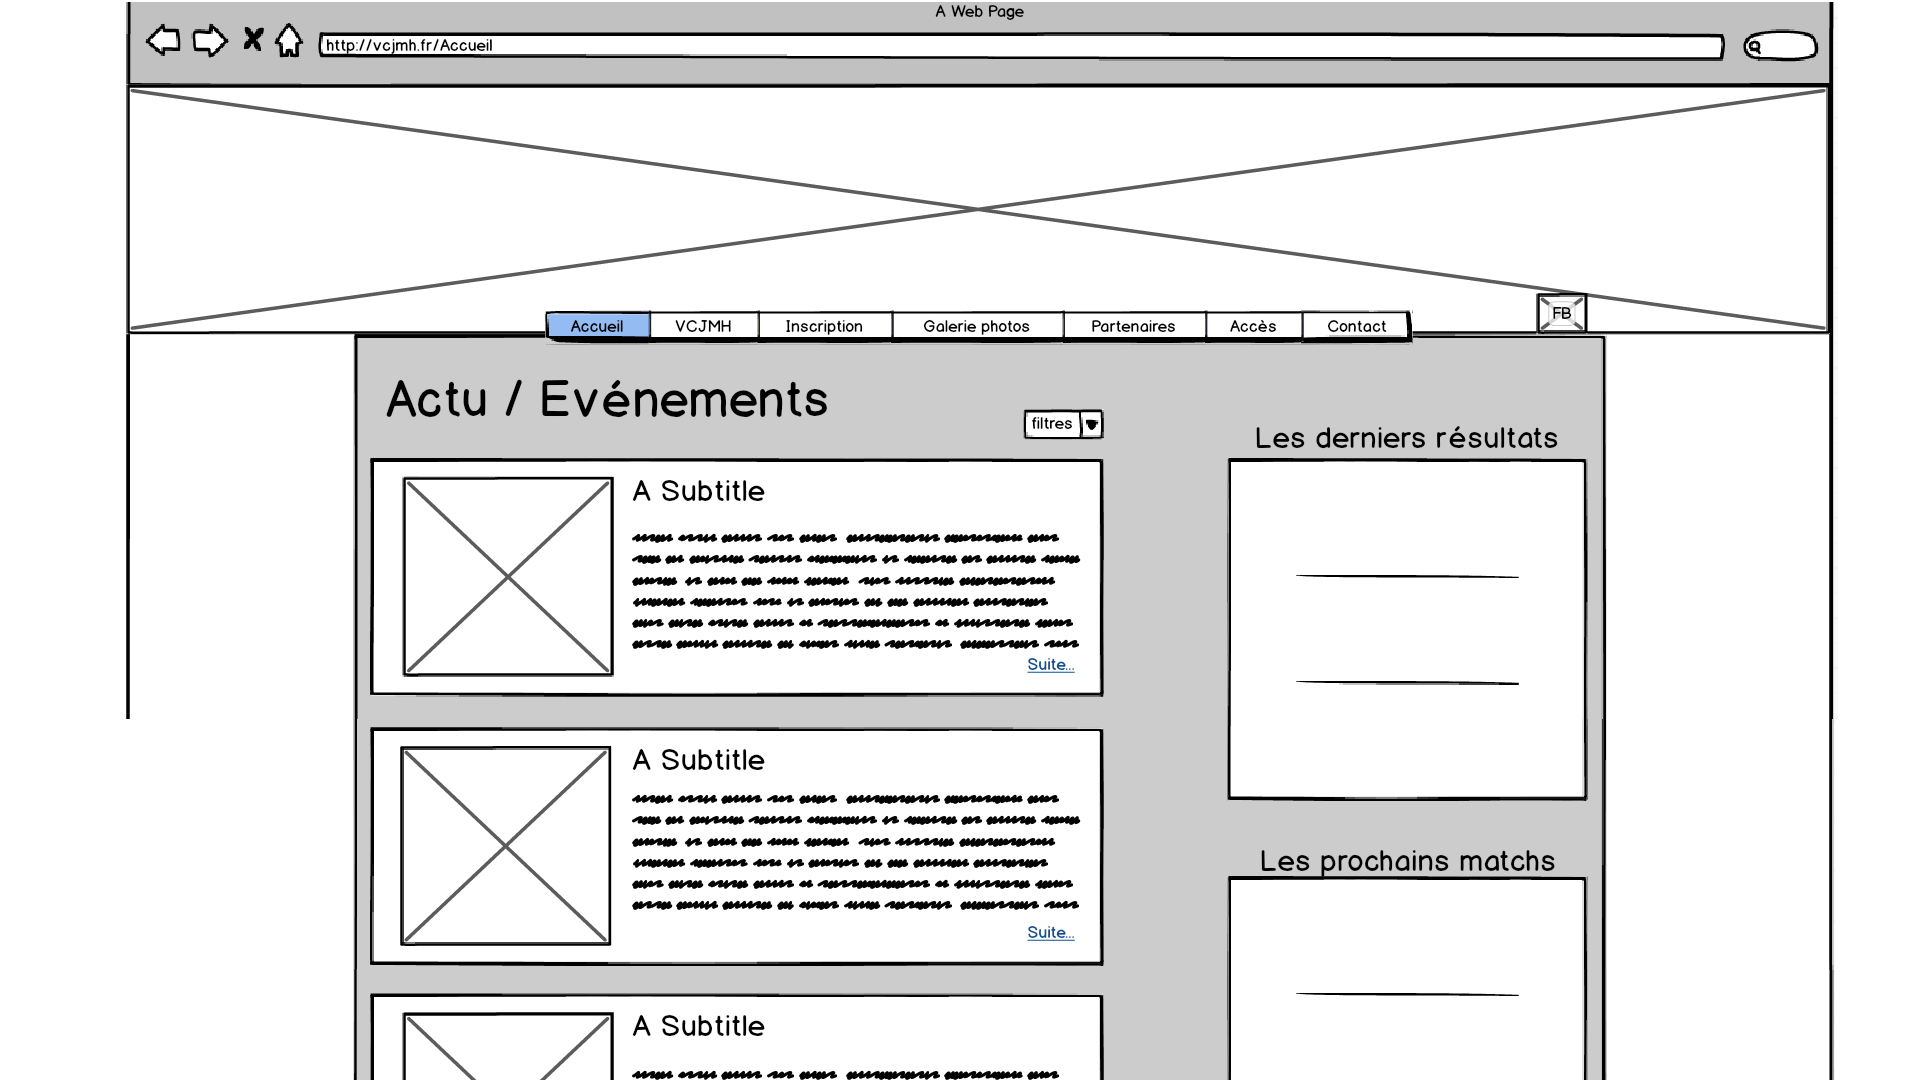 A Web Page
http://vcjmh.fr/Accueil
FB
Accueil VCJMH Inscription Galerie photos Partenaires Accès Contact
Actu / Evénements
filtres
A Subtitle
Suite...
A Subtitle
Suite...
A Subtitle
Les derniers résultats
Les prochains matchs